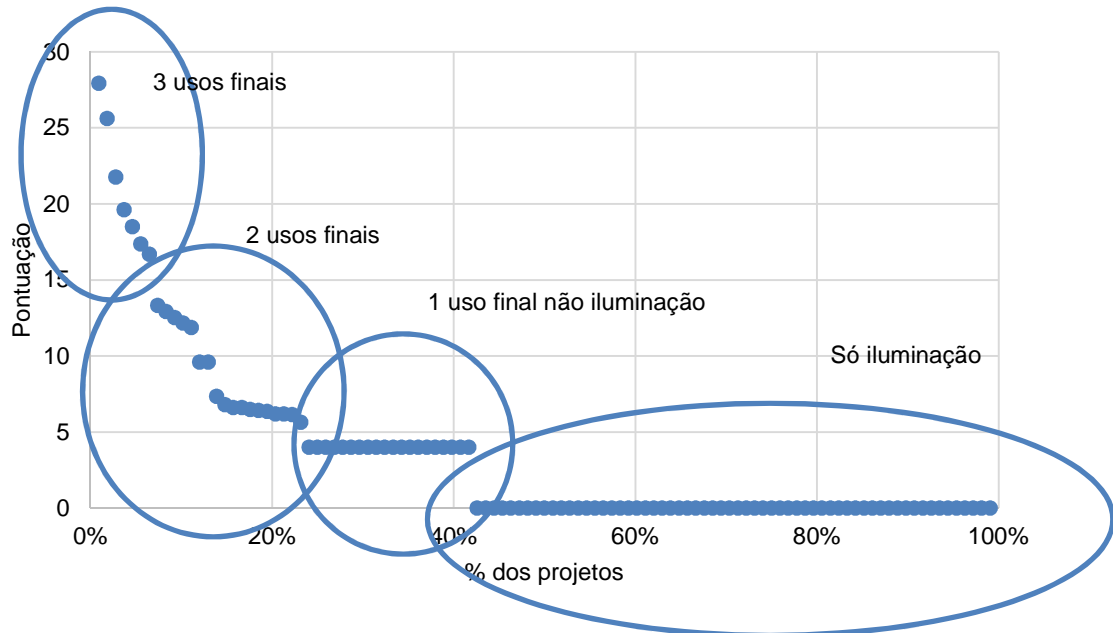 30
3 usos finais
25
20
2 usos finais
Pontuação
15
1 uso final não iluminação
10
Só iluminação
5
0
0%
20%
40%
60%
80%
100%
% dos projetos